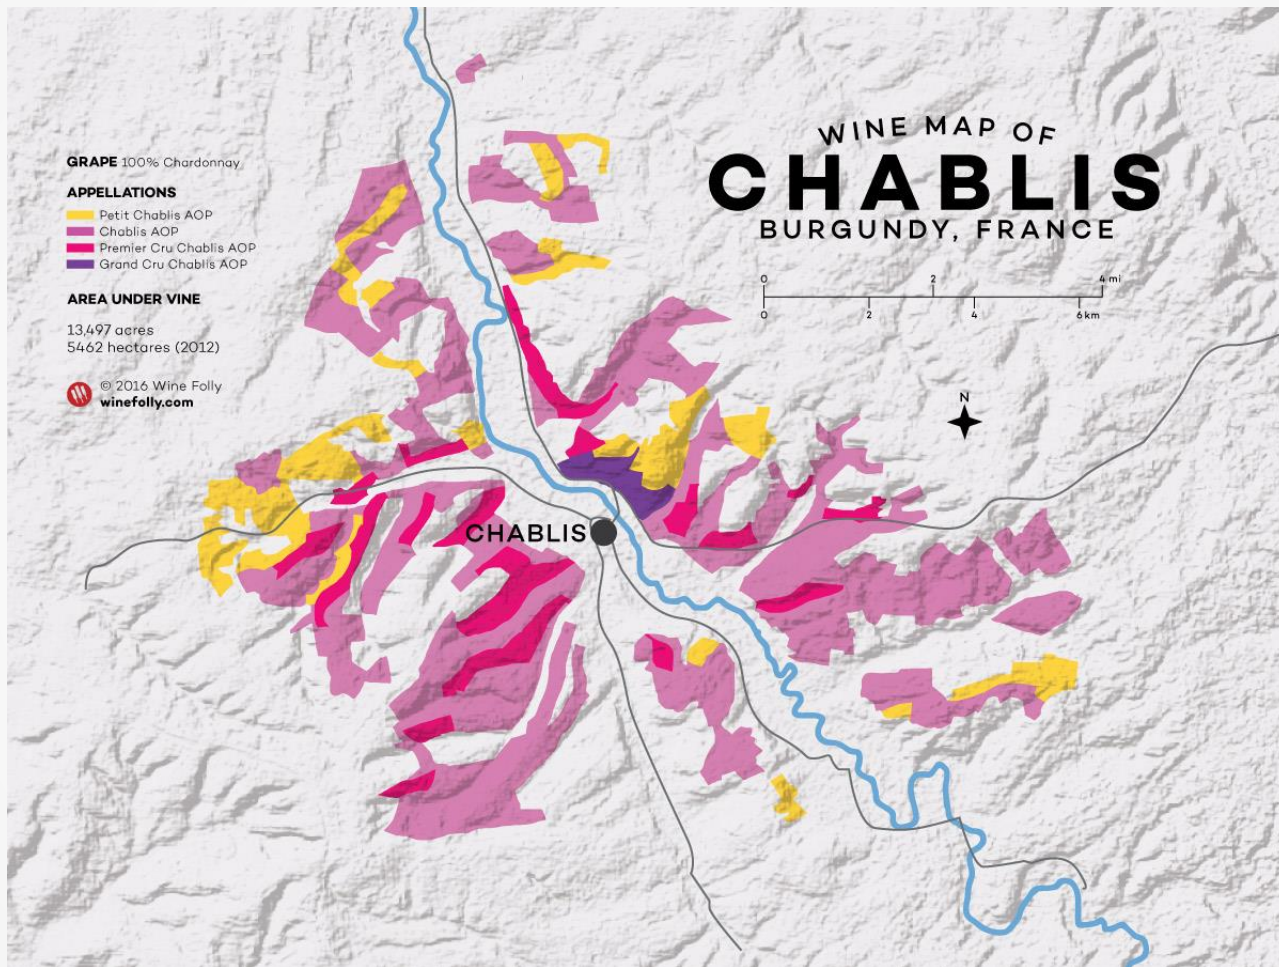 WINE MAP OF
CHABLIS
BURGUNDY, FRANCE
0 2 4 mi
0 2 4 6 km
N
GRAPE 100% Chardonnay
APPELLATIONS
Petit Chablis AOP
Chablis AOP
Premier Cru Chablis AOP
Grand Cru Chablis AOP
AREA UNDER VINE
13,497 acres
5462 hectares (2012)
© 2016 Wine Folly
winefolly.com
CHABLIS